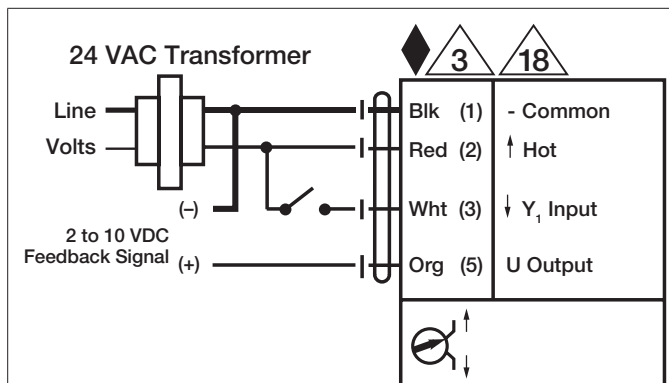 24 VAC Transformer
3
18
Line
Volts
Blk (1) - Common
Red (2) ↑ Hot
(–)
Wht (3) ↓ Y₁ Input
2 to 10 VDC
Feedback Signal (+)
Org (5) U Output